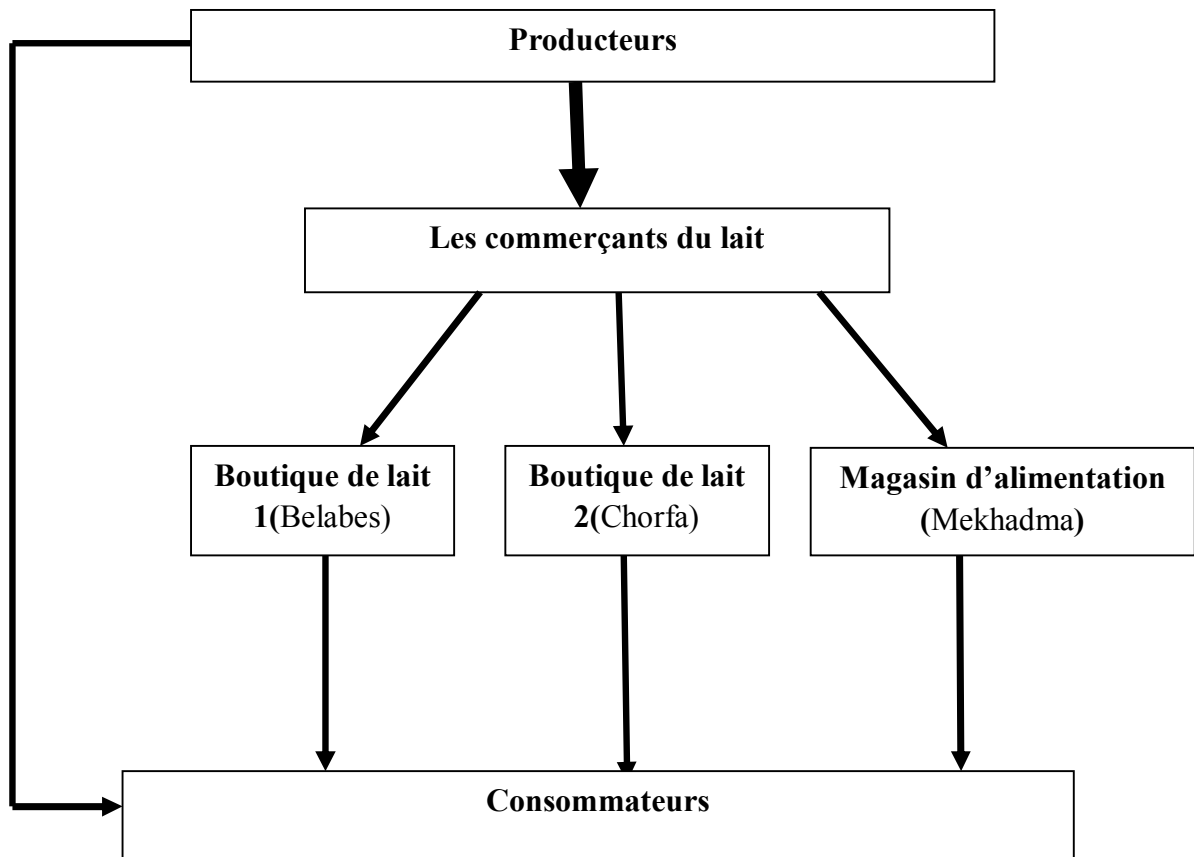 Producteurs
Les commerçants du lait
Boutique de lait
1(Belabes)
Boutique de lait
2(Chorfa)
Magasin d’alimentation
(Mekhadma)
Consommateurs